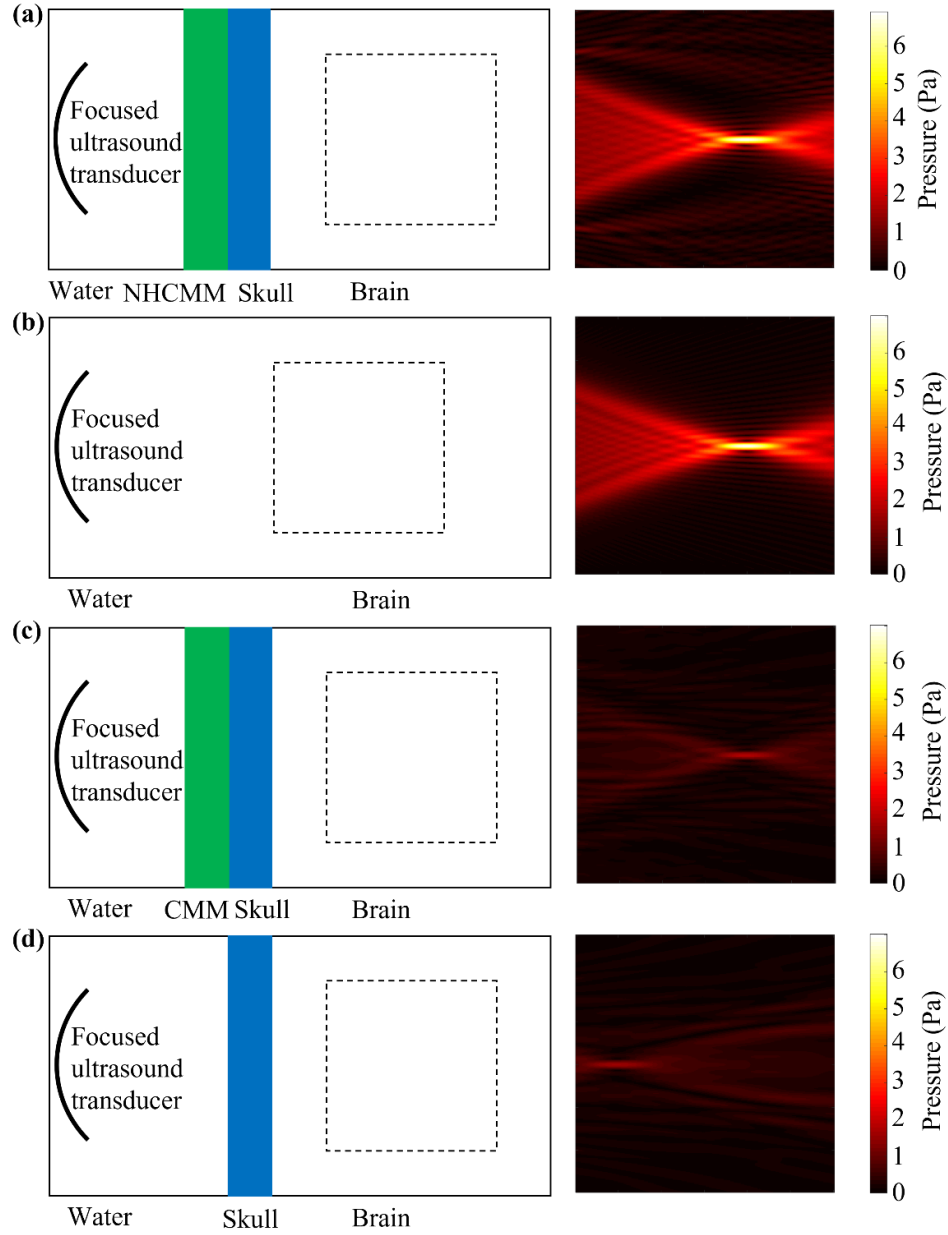 (a)
Focused
ultrasound
transducer
Water NHCMM Skull Brain
6
5
4
3
2
1
0
Pressure (Pa)
(b)
Focused
ultrasound
transducer
Water Brain
6
5
4
3
2
1
0
Pressure (Pa)
(c)
Focused
ultrasound
transducer
Water CMM Skull Brain
6
5
4
3
2
1
0
Pressure (Pa)
(d)
Focused
ultrasound
transducer
Water Skull Brain
6
5
4
3
2
1
0
Pressure (Pa)